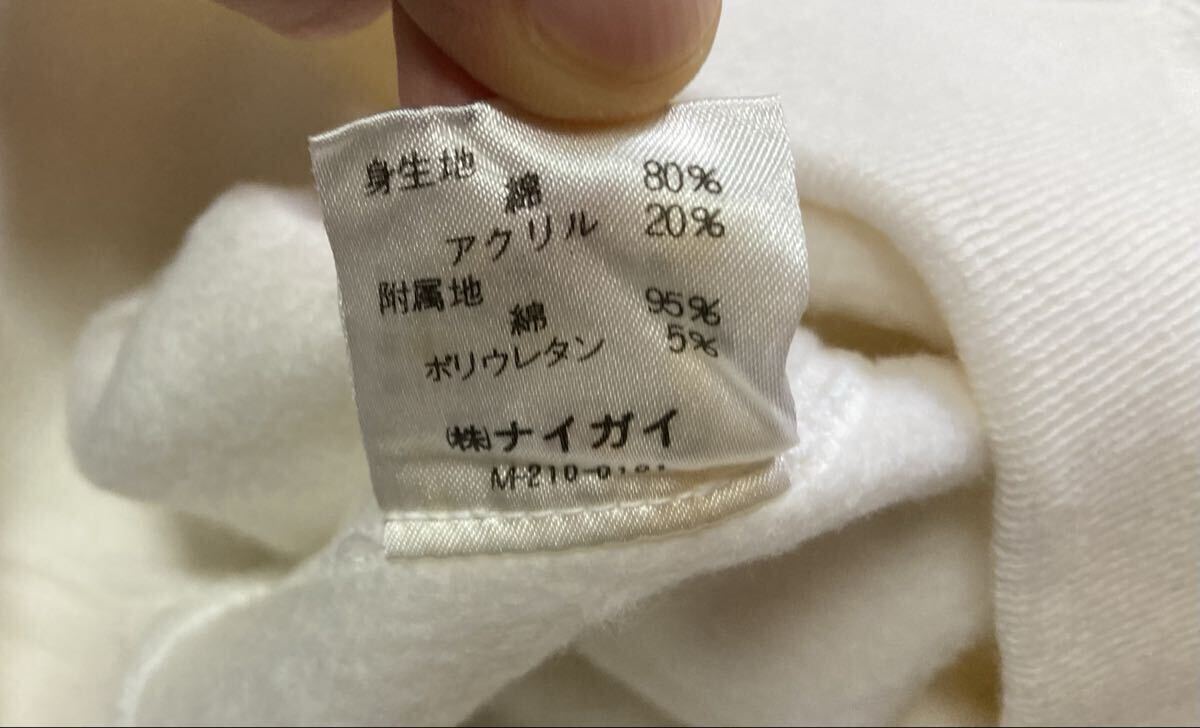 身生地
綿 80%
アクリル 20%
附属地
綿 95%
ポリウレタン 5%
㈱ナイガイ